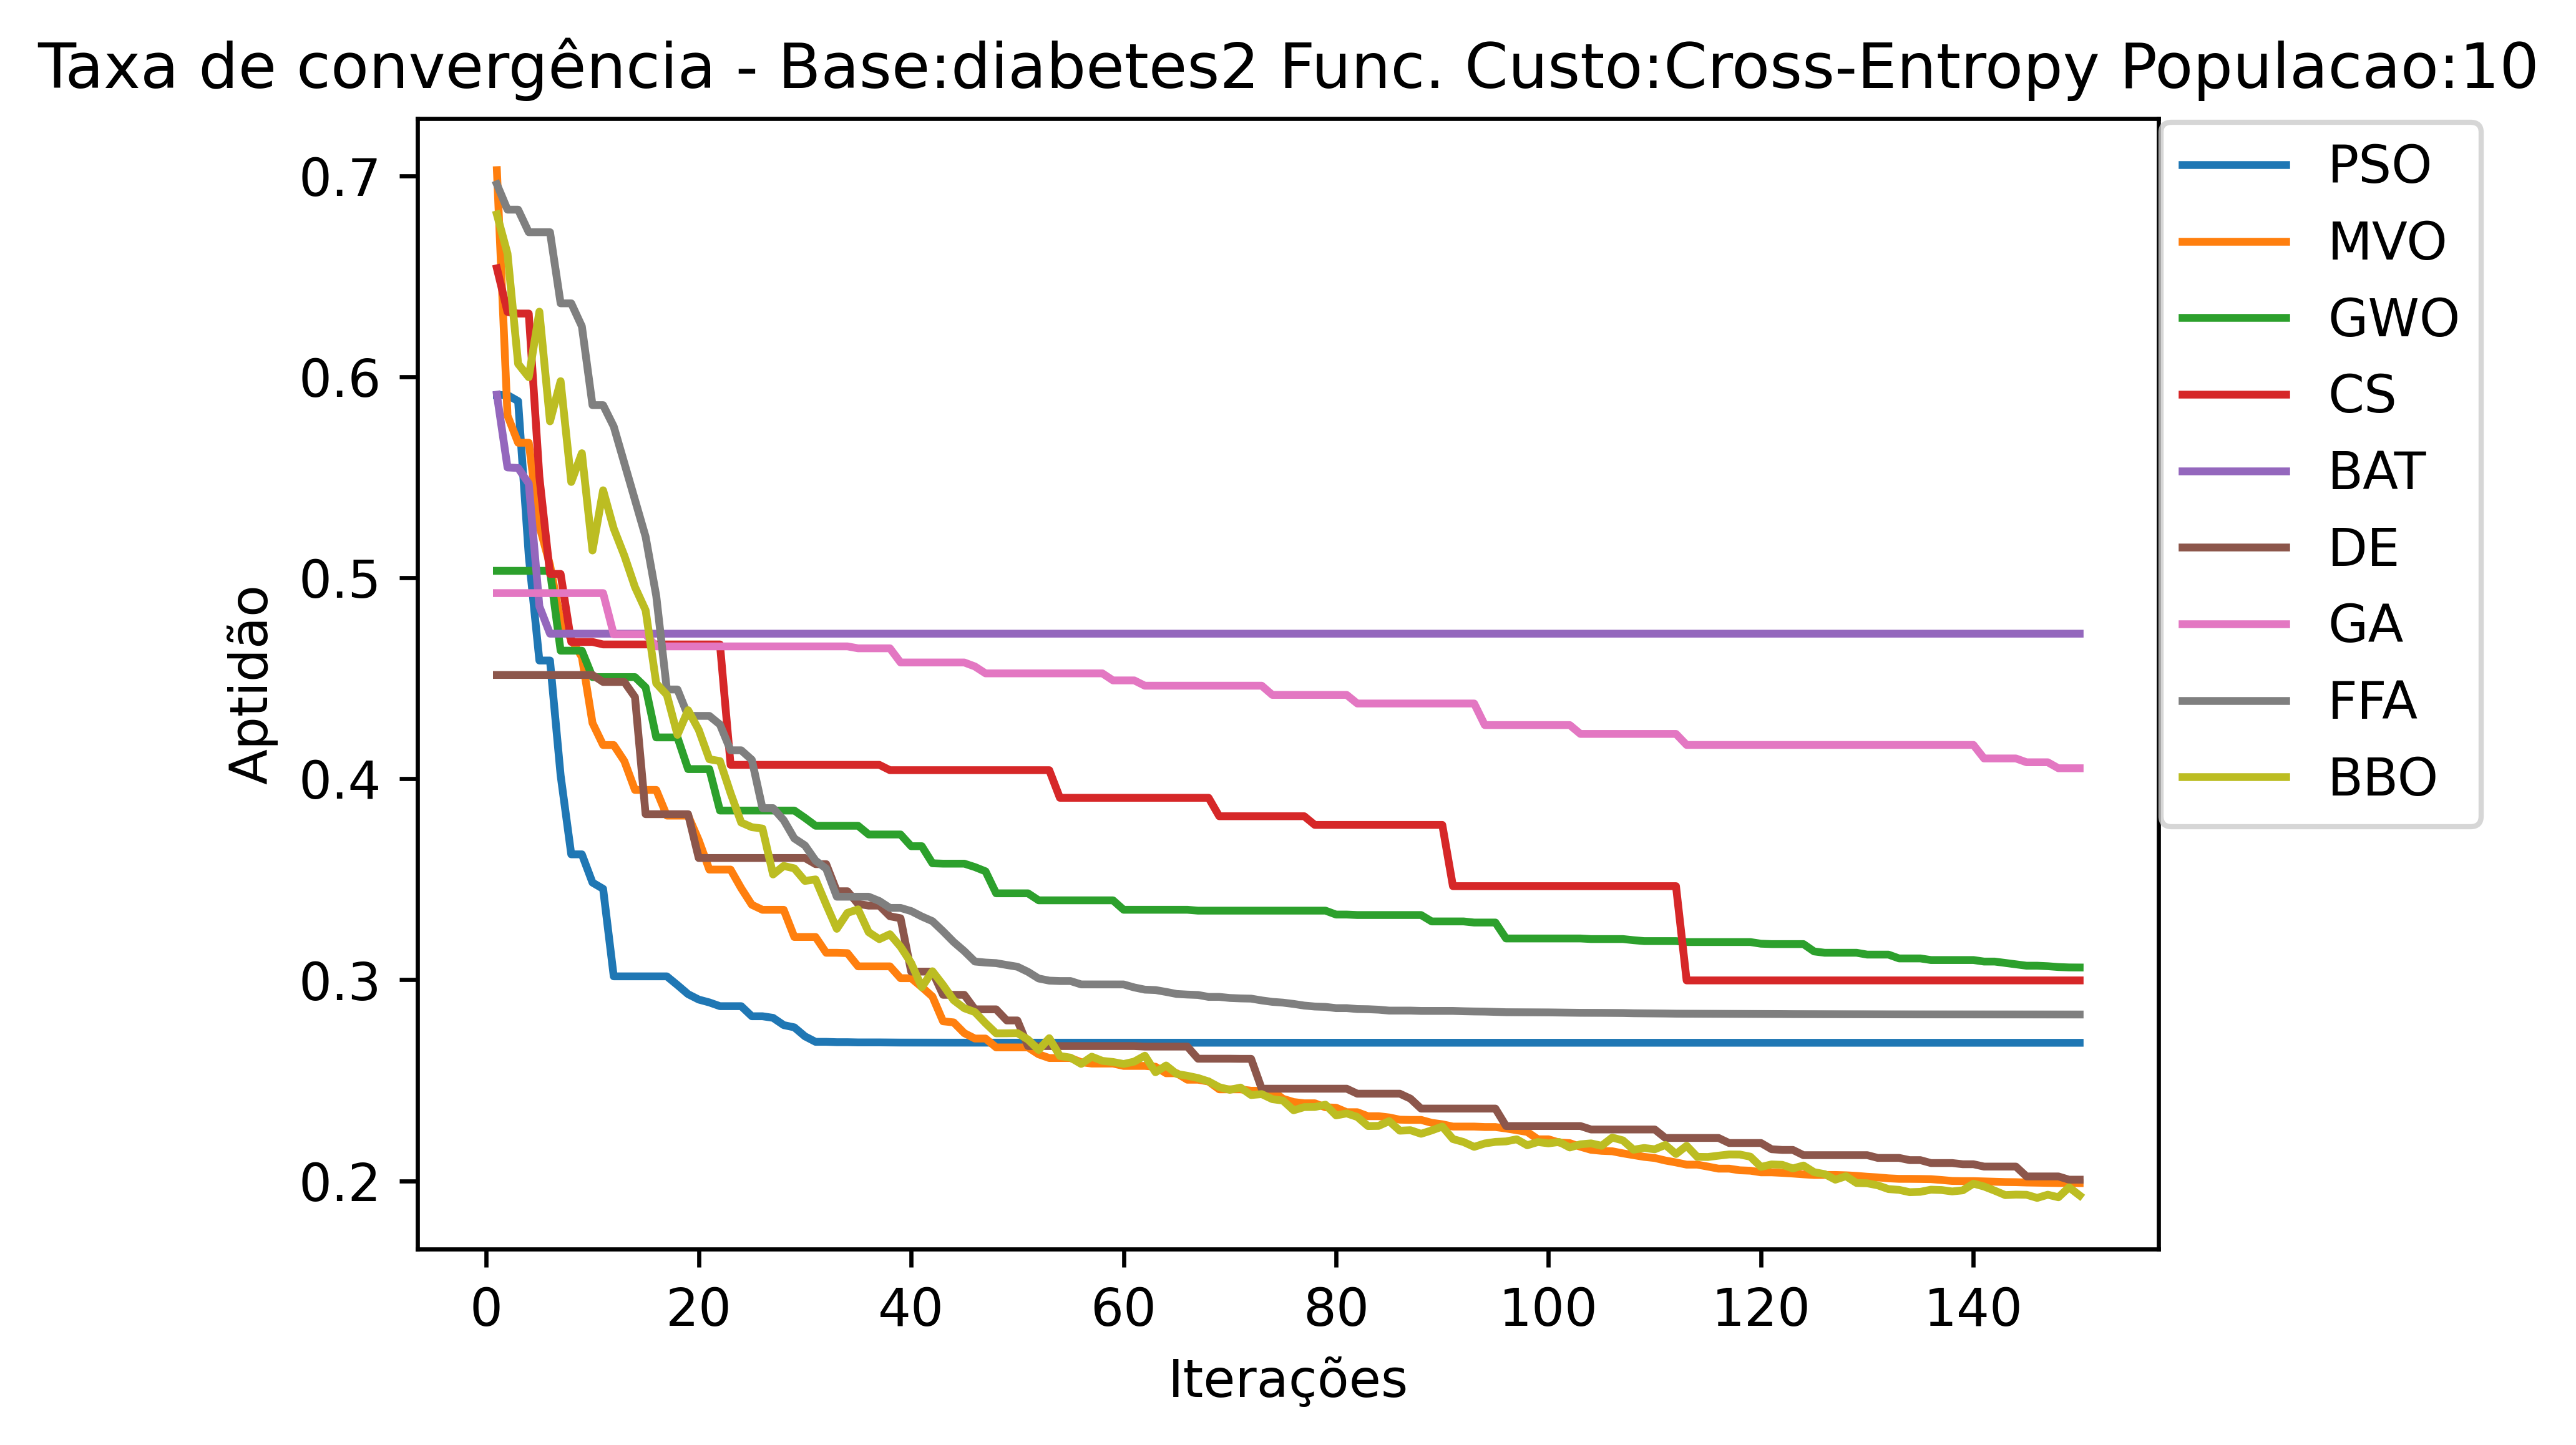 Taxa de convergência - Base:diabetes2 Func. Custo:Cross-Entropy Populacao:10
0.7
0.6
0.5
0.4
0.3
0.2
Aptidão
0 20 40 60 80 100 120 140
Iterações
PSO
MVO
GWO
CS
BAT
DE
GA
FFA
BBO